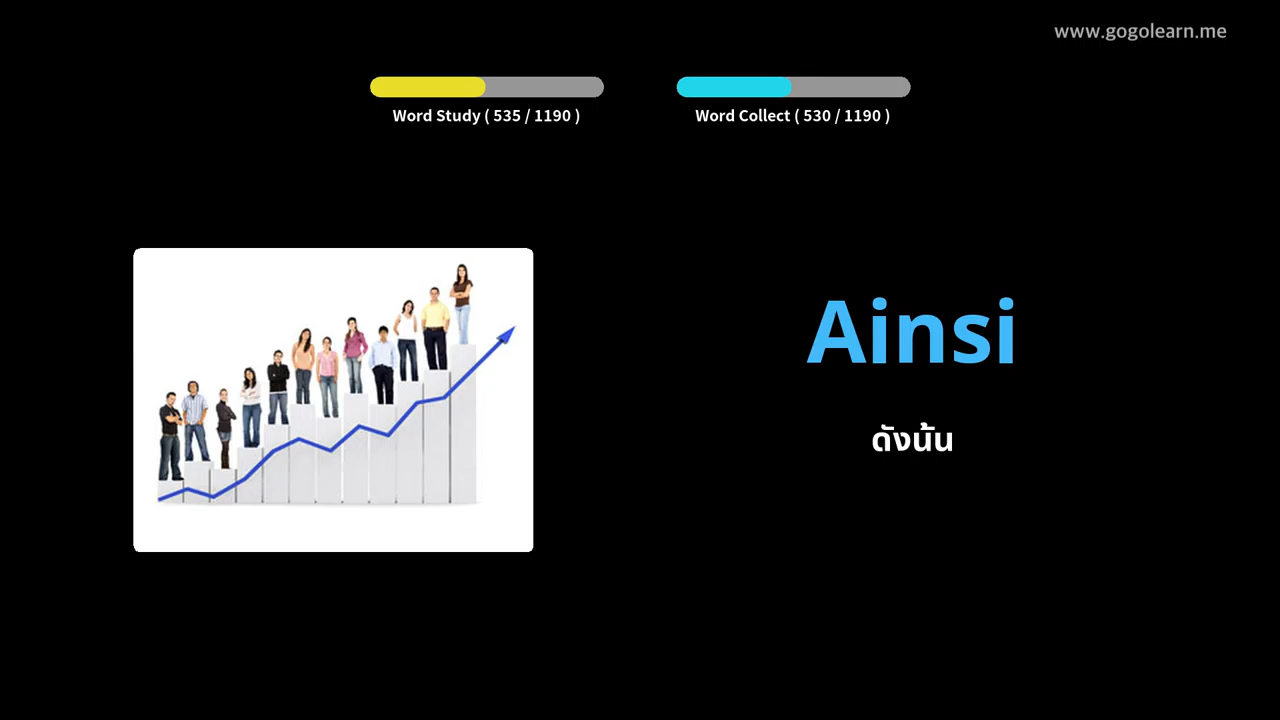 www.gogolearn.me
Word Study ( 535 / 1190 )
Word Collect ( 530 / 1190 )
Ainsi
ดังนั้น